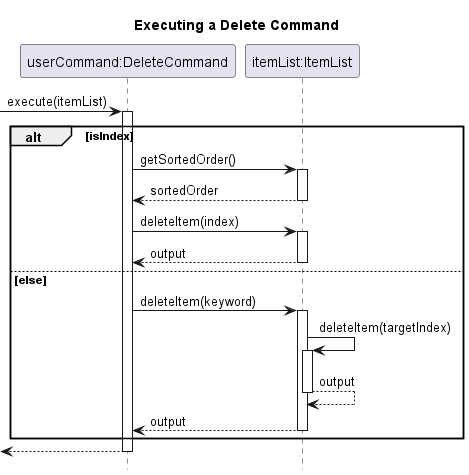 Executing a Delete Command
userCommand:DeleteCommand
itemList:ItemList
execute(itemList)
alt
[isIndex]
getSortedOrder()
sortedOrder
deleteItem(index)
output
[else]
deleteItem(keyword)
deleteItem(targetIndex)
output
output